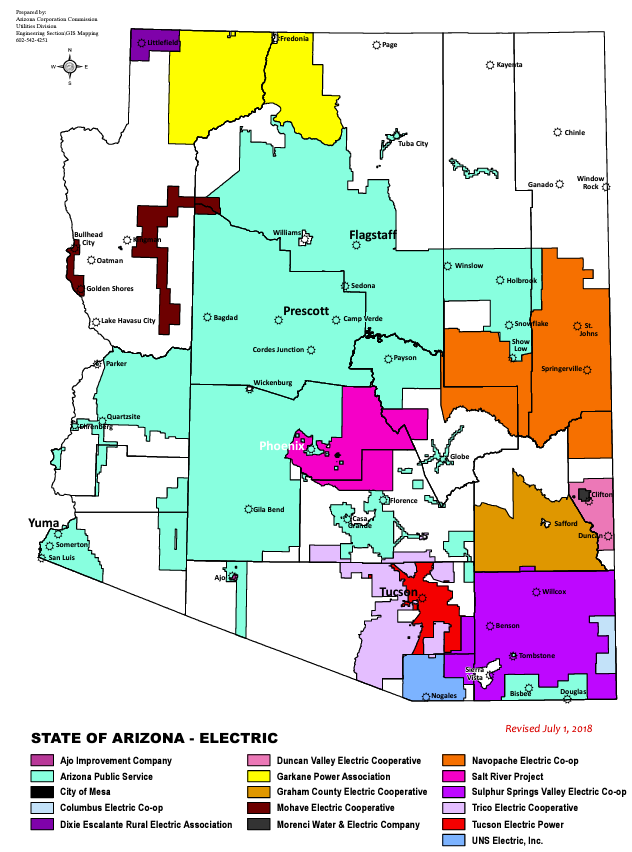 Prepared by:
Arizona Corporation Commission
Utilities Division
Engineering Section\GIS Mapping
602-542-4251
N
W
E
S
Littlefield
Fredonia
Page
Kayenta
Chinle
Tuba City
Ganado
Window
Rock
Bullhead
City
Kingman
Williams
Flagstaff
Oatman
Winslow
Golden Shores
Sedona
Holbrook
Lake Havasu City
Bagdad
Prescott
Camp Verde
Snowflake
St.
Johns
Cordes Junction
Show
Low
Payson
Parker
Springerville
Wickenburg
Quartzsite
Ehrenberg
Phoenix
Globe
Florence
Clifton
Gila Bend
Casa
Grande
Yuma
Safford
Duncan
Somerton
San Luis
Ajo
Tucson
Willcox
Benson
Tombstone
Sierra
Vista
Nogales
Bisbee
Douglas
Revised July 1, 2018
STATE OF ARIZONA - ELECTRIC
Ajo Improvement Company
Arizona Public Service
City of Mesa
Columbus Electric Co-op
Dixie Escalante Rural Electric Association
Duncan Valley Electric Cooperative
Garkane Power Association
Graham County Electric Cooperative
Mohave Electric Cooperative
Morenci Water & Electric Company
Navopache Electric Co-op
Salt River Project
Sulphur Springs Valley Electric Co-op
Trico Electric Cooperative
Tucson Electric Power
UNS Electric, Inc.